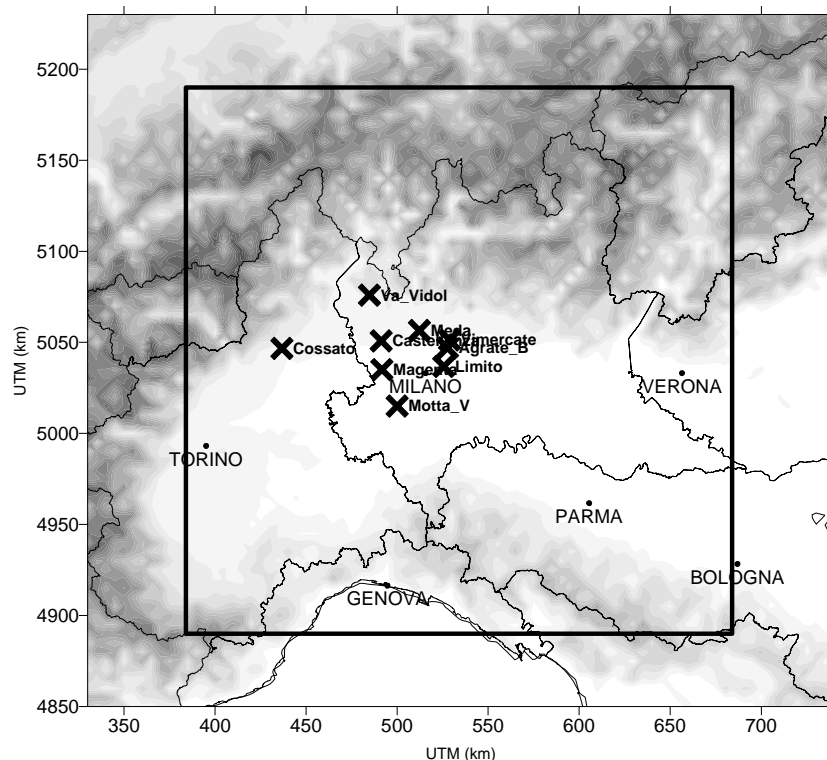 5200
5150
5100
5050
5000
4950
4900
4850
UTM (km)
Va_Vidol
Meda
Vimercate
Cossato
Agrate_B
Magenta
Limito
MILANO
VERONA
Motta_V
TORINO
PARMA
BOLOGNA
GENOVA
350
400
450
500
550
600
650
700
UTM (km)